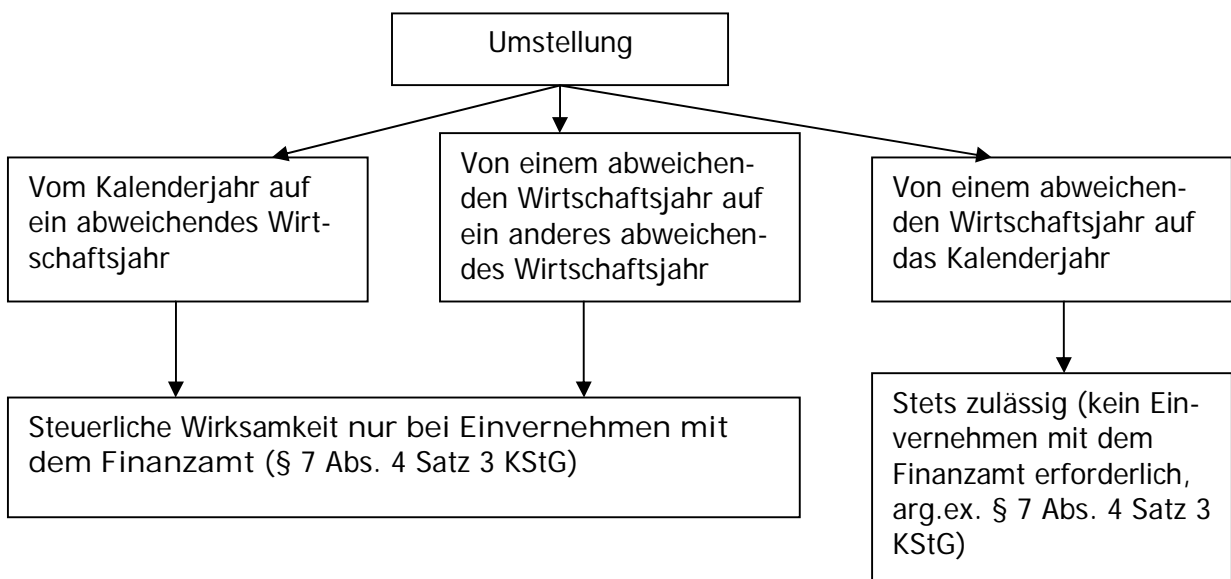 Umstellung
Vom Kalenderjahr auf
ein abweichendes Wirt-
schaftsjahr
Von einem abweichen-
den Wirtschaftsjahr auf
ein anderes abweichen-
des Wirtschaftsjahr
Von einem abweichen-
den Wirtschaftsjahr auf
das Kalenderjahr
Steuerliche Wirksamkeit nur bei Einvernehmen mit
dem Finanzamt (§ 7 Abs. 4 Satz 3 KStG)
Stets zulässig (kein Ein-
vernehmen mit dem
Finanzamt erforderlich,
arg.ex. § 7 Abs. 4 Satz 3
KStG)